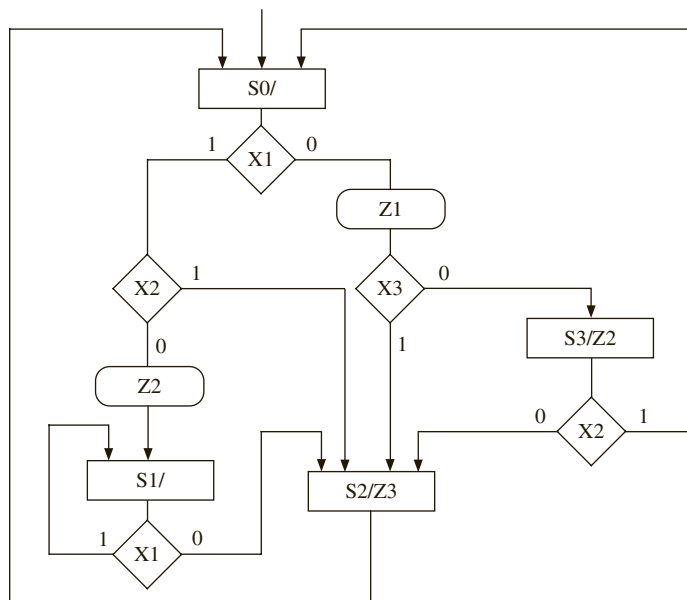 S0/
1 X1 0
Z1
X2 1 X3 0
0 1 S3/Z2
Z2
0 0 X2 1
S1/ S2/Z3
1 X1 0